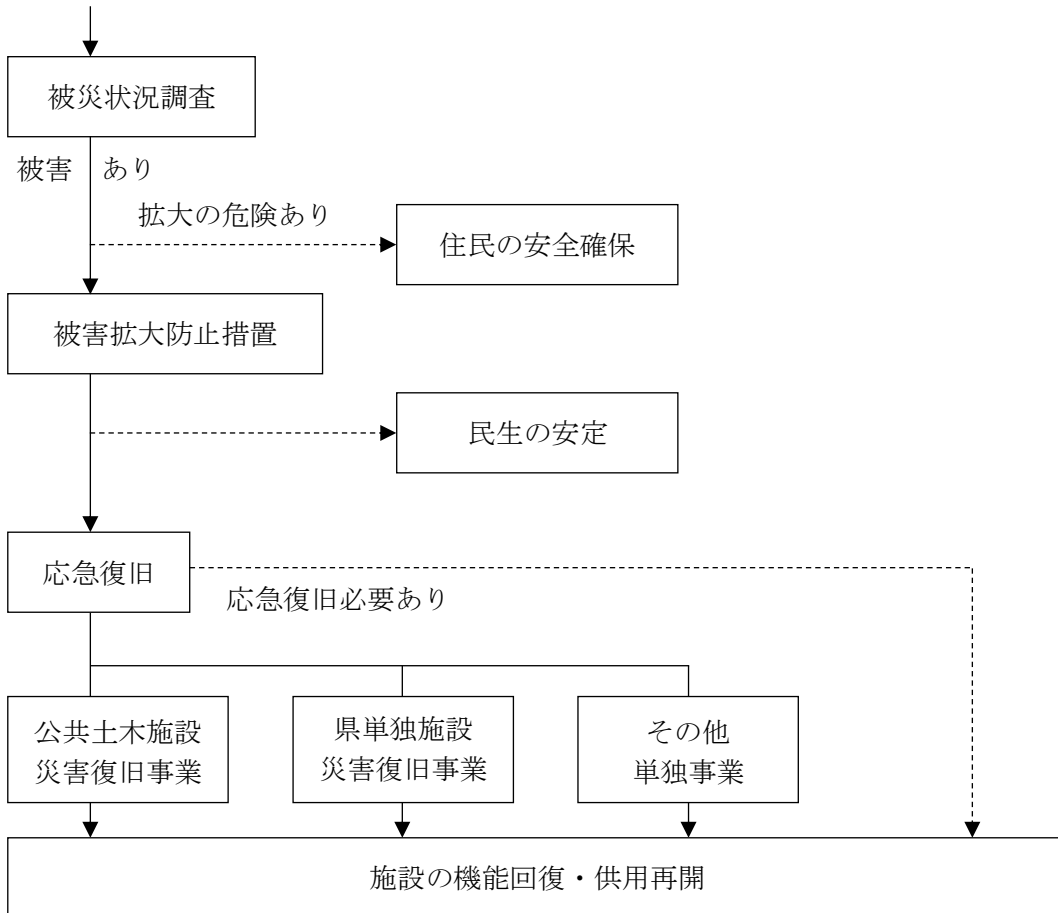 被災状況調査
被害 あり
拡大の危険あり
住民の安全確保
被害拡大防止措置
民生の安定
応急復旧
応急復旧必要あり
公共土木施設
災害復旧事業
県単独施設
災害復旧事業
その他
単独事業
施設の機能回復・供用再開